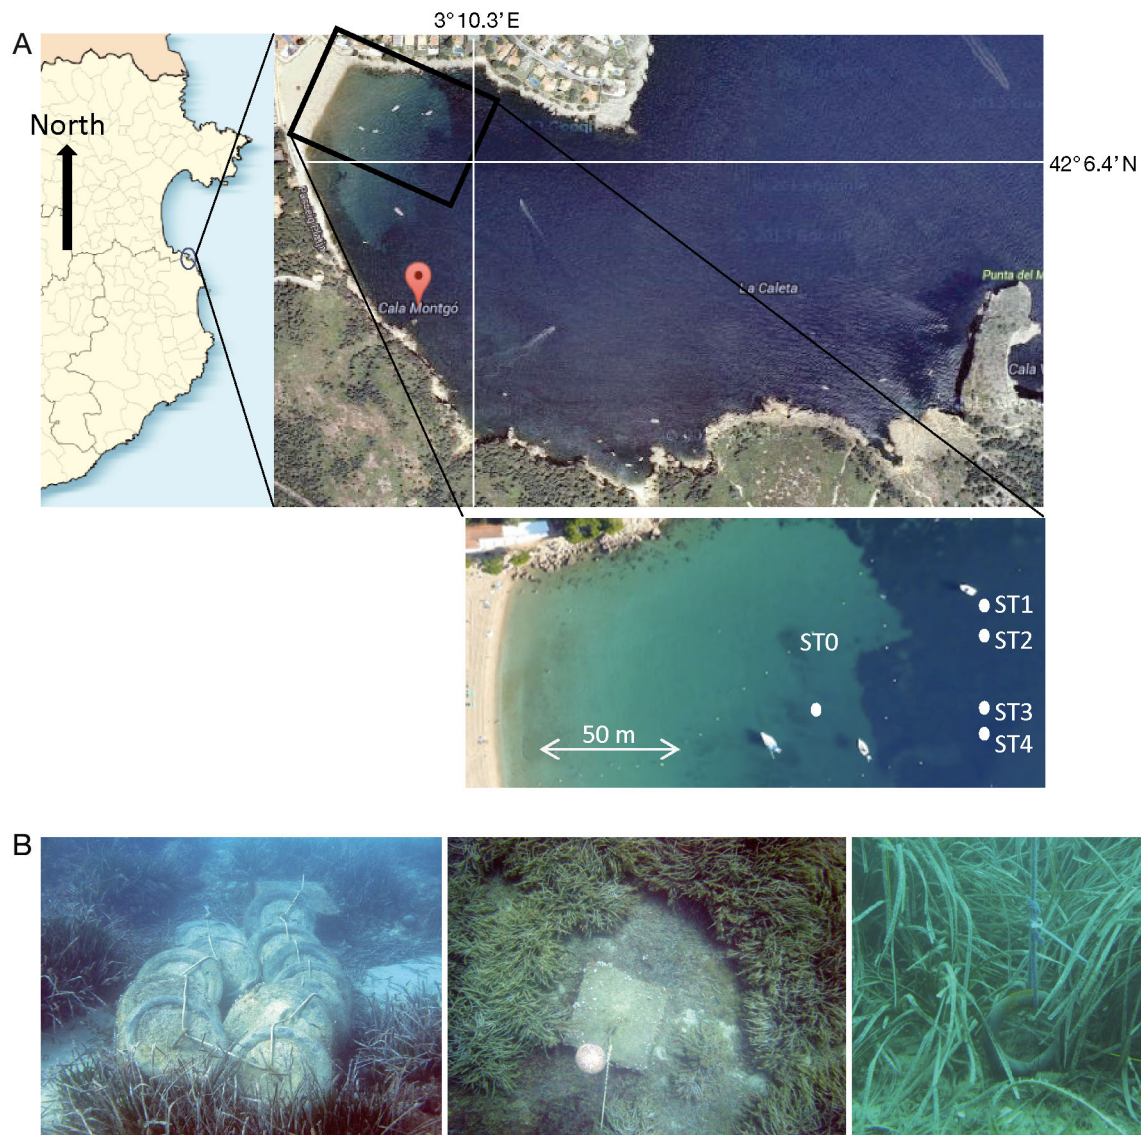 A
3° 10.3’ E
North
42° 6.4’ N
Punta del M
La Caleta
Cala Montgó
Cala V
ST1
ST2
ST0
ST3
ST4
50 m
B